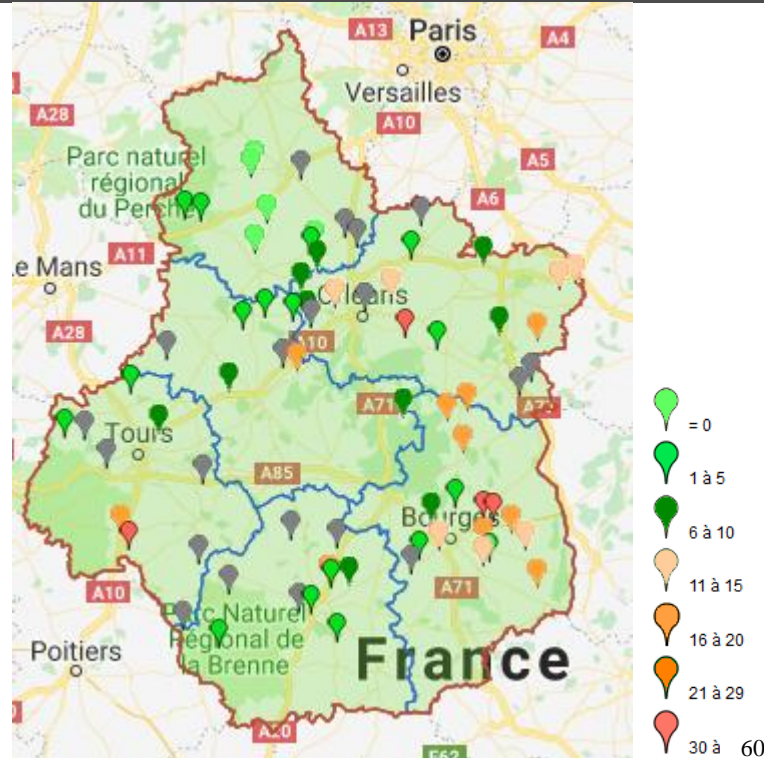 A13
Paris
A4
Versailles
A28
A10
A5
Parc naturel
régional
du Perche
A6
A11
Le Mans
Orléans
A28
A10
A71
A77
Tours
A85
Bourges
A10
A71
Parc Naturel
Régional de
la Brenne
Poitiers
France
A20
E62
= 0
1 à 5
6 à 10
11 à 15
16 à 20
21 à 29
30 à 60